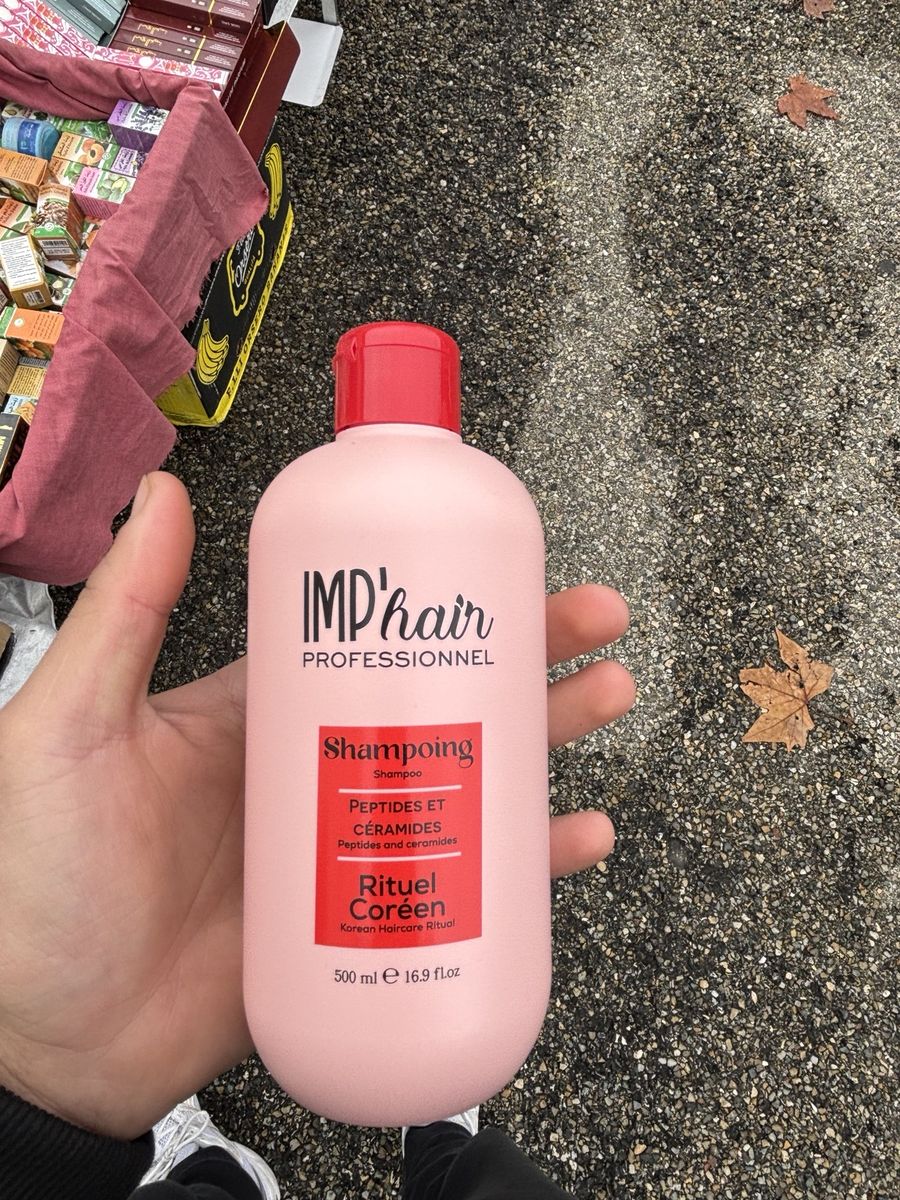 IMP'hair
PROFESSIONNEL
Shampoing
Shampoo
PEPTIDES ET
CÉRAMIDES
Peptides and ceramides
Rituel
Coréen
Korean Haircare Ritual
500 ml ℮ 16.9 fl.oz